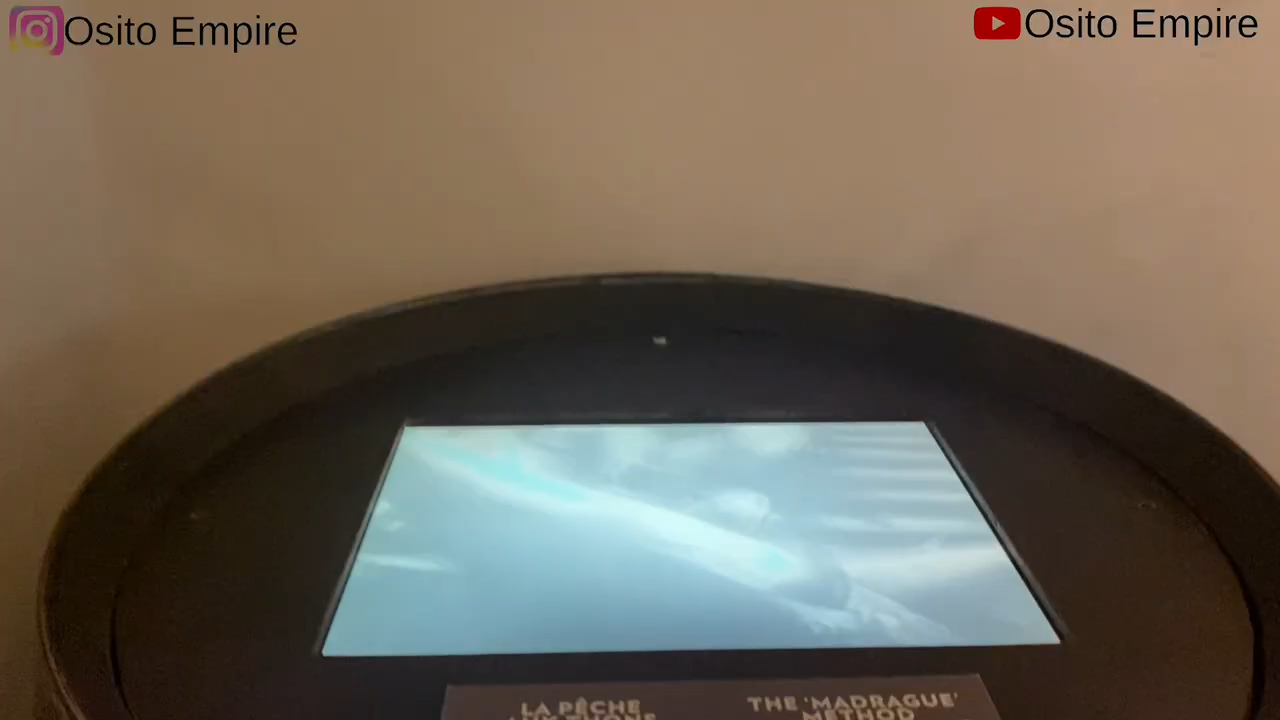 Osito Empire
Osito Empire
LA PÊCHE
THE 'MADRAGUE'
METHOD